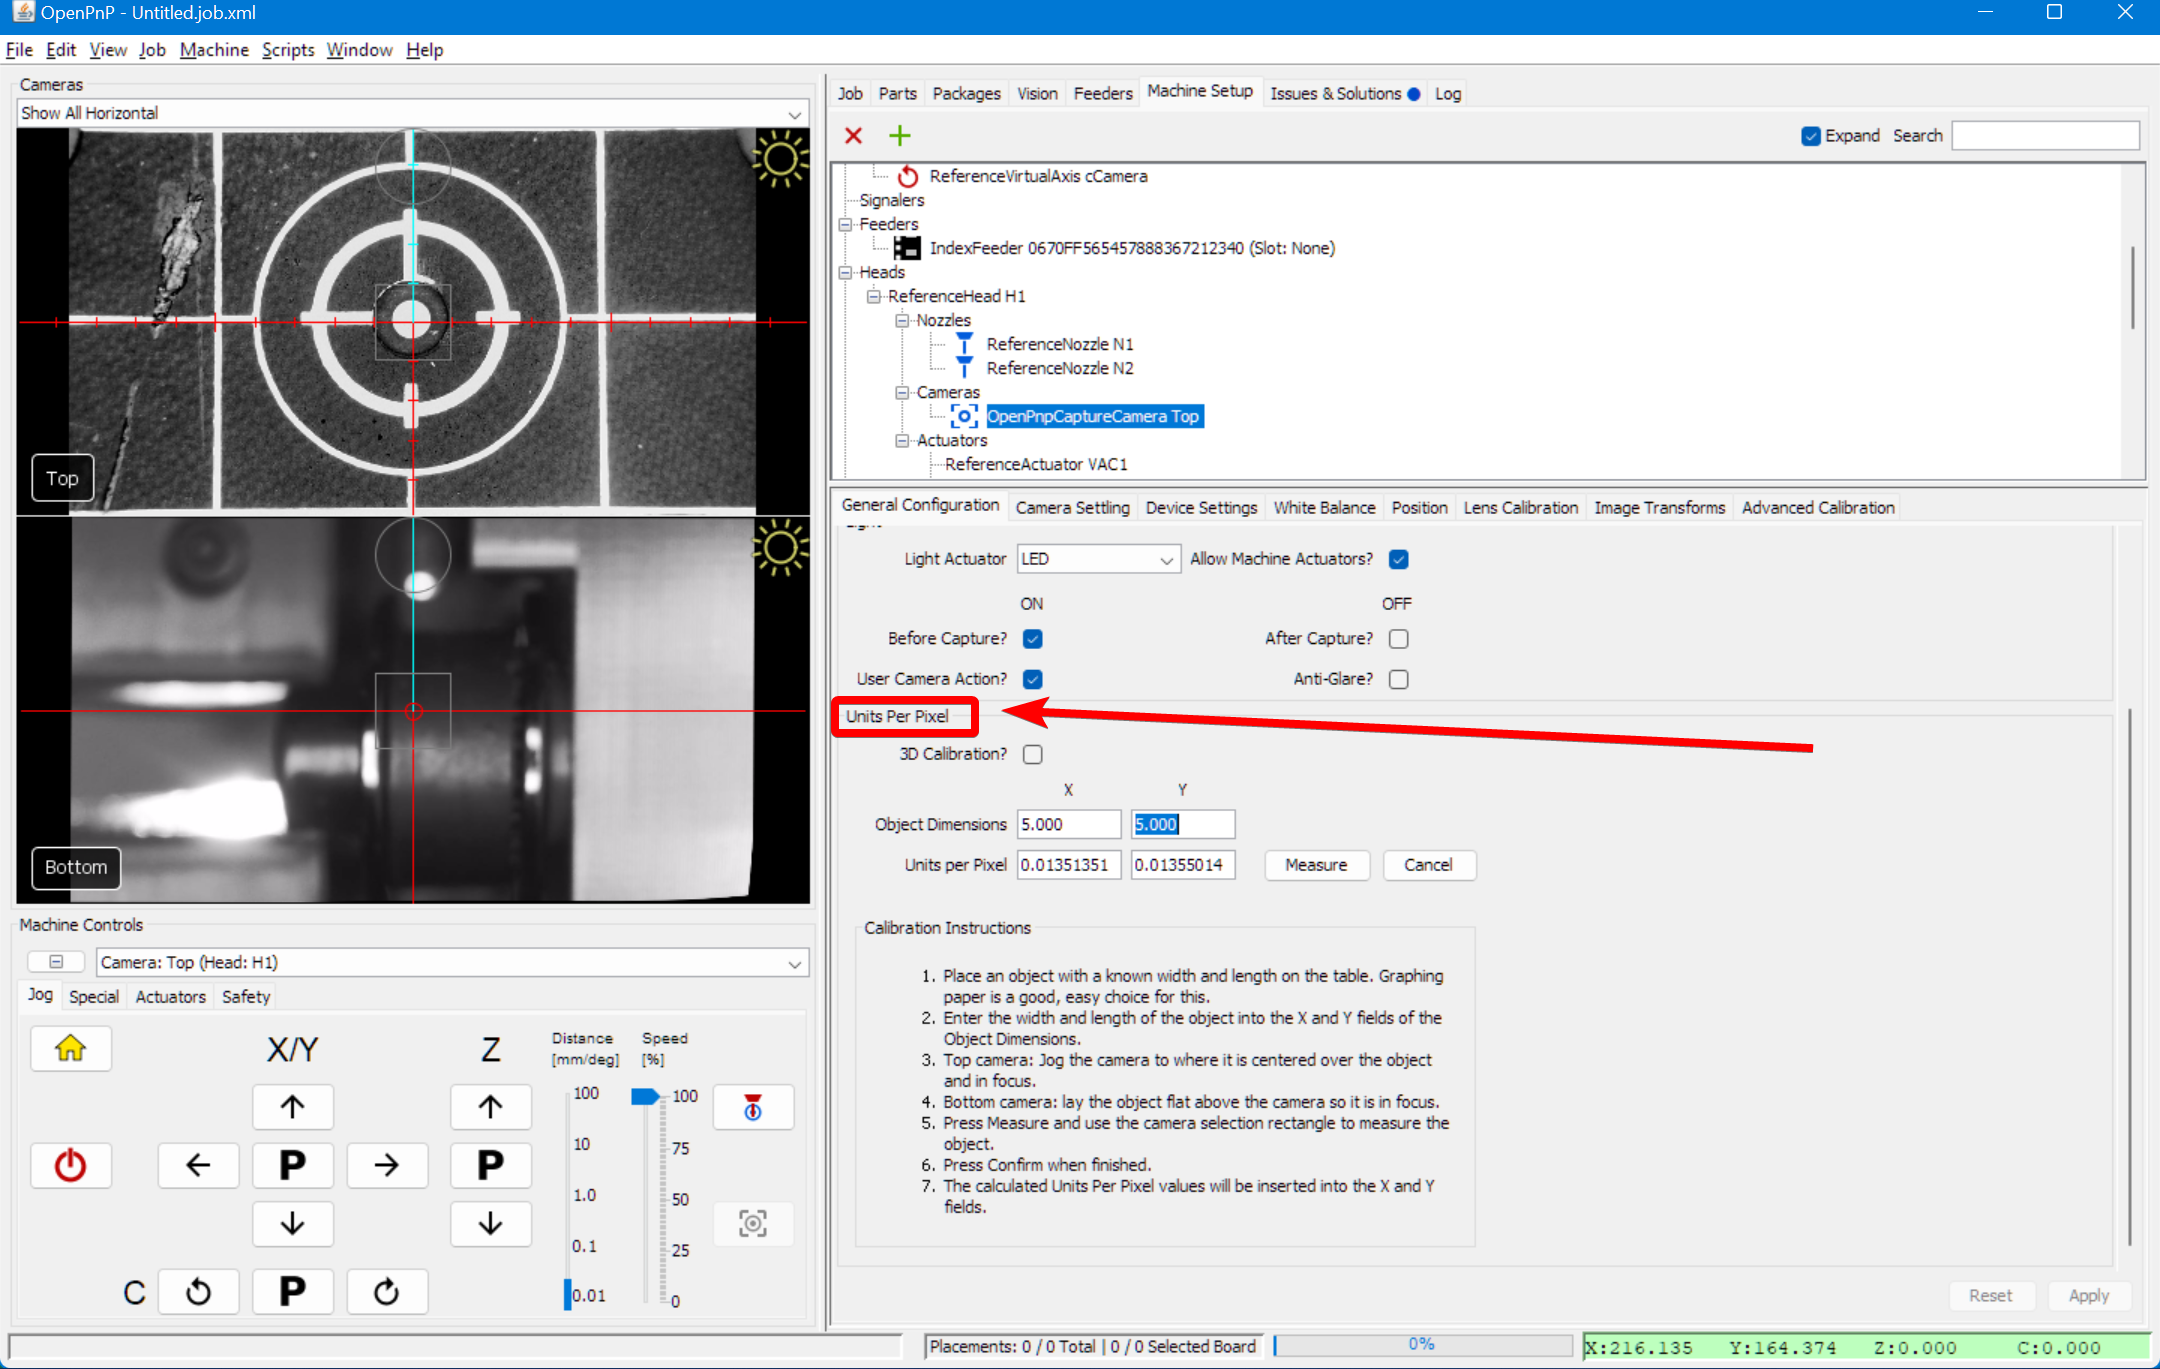 OpenPnP - Untitled.job.xml
File Edit View Job Machine Scripts Window Help
Cameras
Show All Horizontal
Top
Bottom
Machine Controls
Camera: Top (Head: H1)
Jog Special Actuators Safety
X/Y Z
Distance [mm/deg]
Speed [%]
100
10
1.0
0.1
0.01
100
75
50
25
0
P P
C P
Job Parts Packages Vision Feeders Machine Setup Issues & Solutions Log
Expand Search
ReferenceVirtualAxis cCamera
Signalers
Feeders
IndexFeeder 0670FF565457888367212340 (Slot: None)
Heads
ReferenceHead H1
Nozzles
ReferenceNozzle N1
ReferenceNozzle N2
Cameras
OpenPnpCaptureCamera Top
Actuators
ReferenceActuator VAC1
General Configuration Camera Settling Device Settings White Balance Position Lens Calibration Image Transforms Advanced Calibration
Light
Light Actuator LED Allow Machine Actuators?
ON OFF
Before Capture? After Capture?
User Camera Action? Anti-Glare?
Units Per Pixel
3D Calibration?
X Y
Object Dimensions 5.000 5.000
Units per Pixel 0.01351351 0.01355014 Measure Cancel
Calibration Instructions
1. Place an object with a known width and length on the table. Graphing
paper is a good, easy choice for this.
2. Enter the width and length of the object into the X and Y fields of the
Object Dimensions.
3. Top camera: Jog the camera to where it is centered over the object
and in focus.
4. Bottom camera: lay the object flat above the camera so it is in focus.
5. Press Measure and use the camera selection rectangle to measure the
object.
6. Press Confirm when finished.
7. The calculated Units Per Pixel values will be inserted into the X and Y
fields.
Reset Apply
Placements: 0 / 0 Total | 0 / 0 Selected Board 0% X:216.135 Y:164.374 Z:0.000 C:0.000